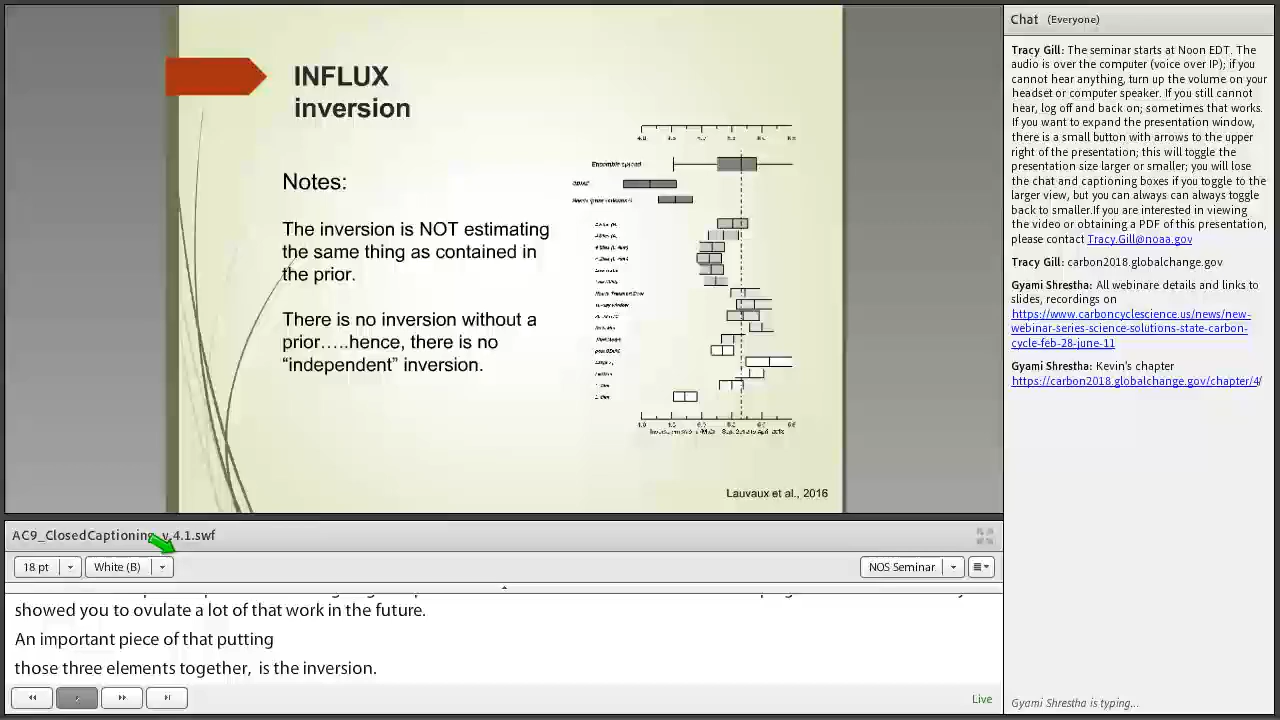 INFLUX
inversion
Notes:
The inversion is NOT estimating
the same thing as contained in
the prior.
There is no inversion without a
prior…..hence, there is no
“independent” inversion.
Ensemble spread
Lauvaux et al., 2016
AC9_ClosedCaptioning_v.4.1.swf
18 pt
White (B)
NOS Seminar
showed you to ovulate a lot of that work in the future.
An important piece of that putting
those three elements together,  is the inversion.
Live
Chat (Everyone)
Tracy Gill: The seminar starts at Noon EDT. The
audio is over the computer (voice over IP); if you
cannot hear anything, turn up the volume on your
headset or computer speaker. If you still cannot
hear, log off and back on; sometimes that works.
If you want to expand the presentation window,
there is a small button with arrows to the upper
right of the presentation; this will toggle the
presentation size larger or smaller; you will lose
the chat and captioning boxes if you toggle to the
larger view, but you can always can always toggle
back to smaller.If you are interested in viewing
the video or obtaining a PDF of this presentation,
please contact Tracy.Gill@noaa.gov
Tracy Gill: carbon2018.globalchange.gov
Gyami Shrestha: All webinare details and links to
slides, recordings on
https://www.carboncyclescience.us/news/new-
webinar-series-science-solutions-state-carbon-
cycle-feb-28-june-11
Gyami Shrestha: Kevin's chapter
https://carbon2018.globalchange.gov/chapter/4/
Gyami Shrestha is typing...